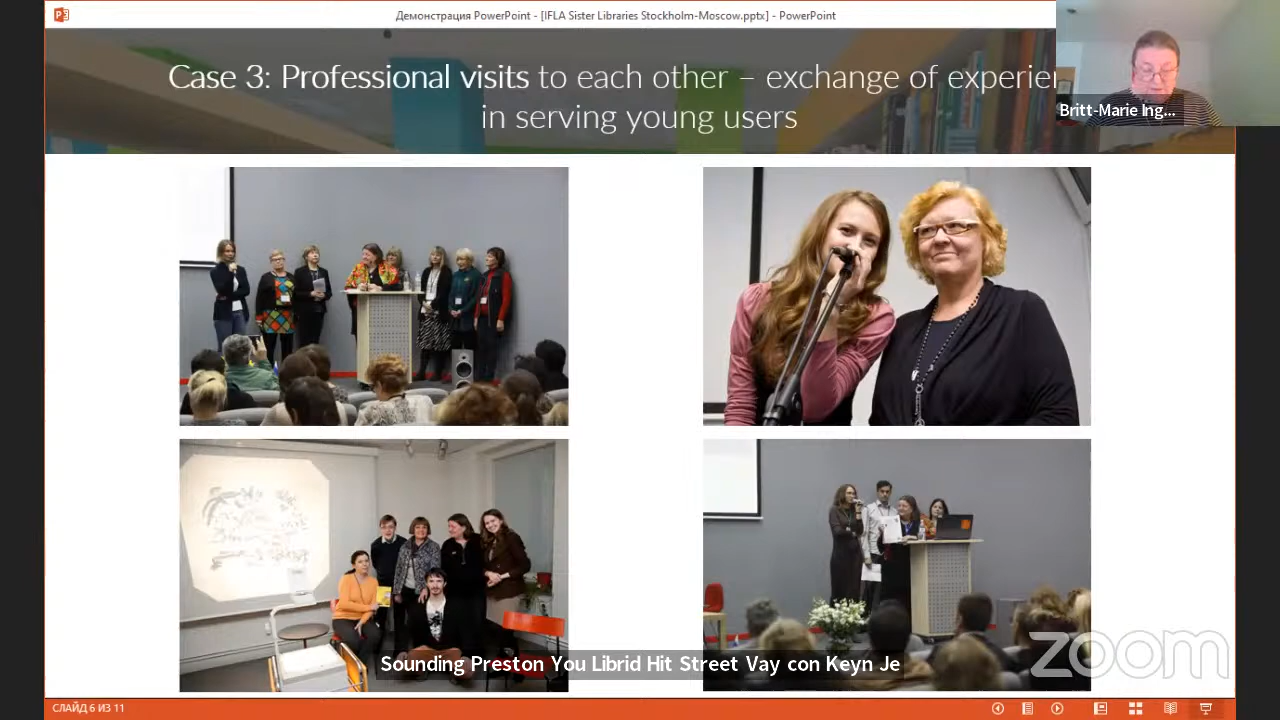 Демонстрация PowerPoint - [IFLA Sister Libraries Stockholm-Moscow.pptx] - PowerPoint
Case 3: Professional visits to each other – exchange of experien
in serving young users
Britt-Marie Ing...
Sounding Preston You Librid Hit Street Vay con Keyn Je
zoom
СЛАЙД 6 ИЗ 11